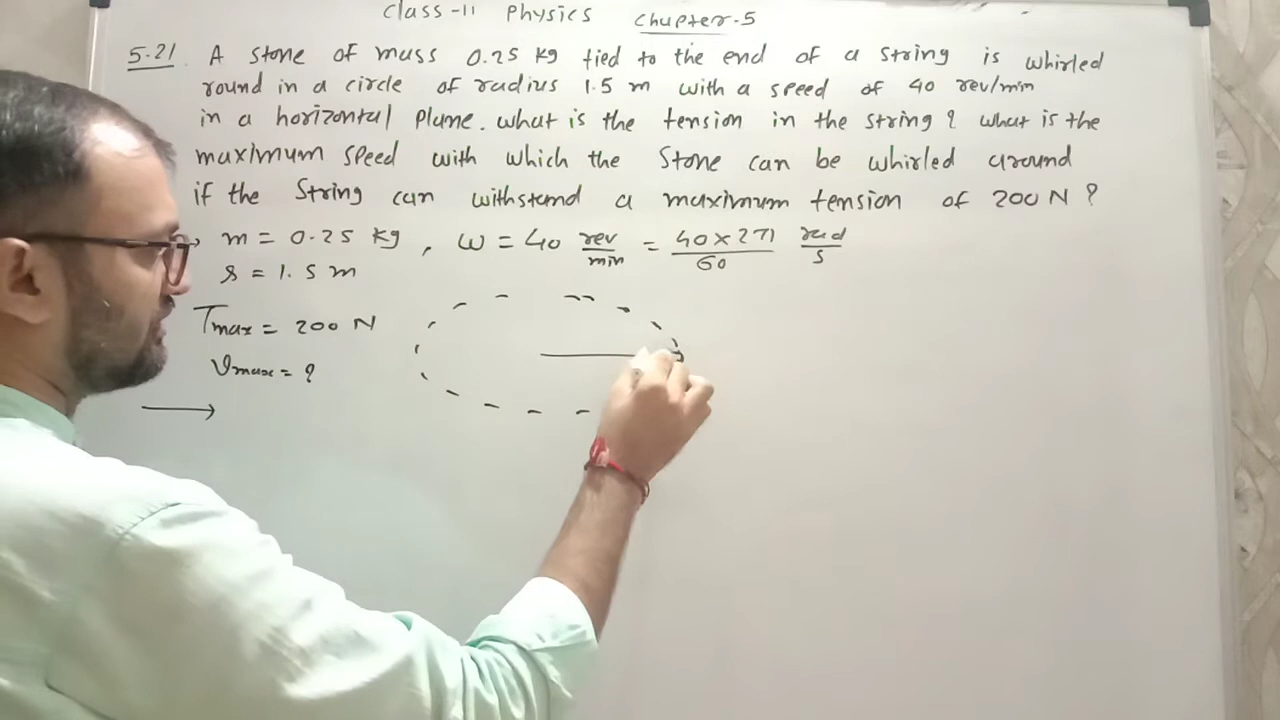 Class-11 Physics Chapter-5
5.21. A stone of mass 0.25 kg tied to the end of a string is whirled
round in a circle of radius 1.5 m with a speed of 40 rev/min
in a horizontal plane. what is the tension in the string? what is the
maximum speed with which the stone can be whirled around
if the string can withstand a maximum tension of 200 N?
→ m = 0.25 kg, ω = 40 rev/min = 40×2π/60 rad/s
r = 1.5 m
Tmax = 200 N
Vmax = ?
→